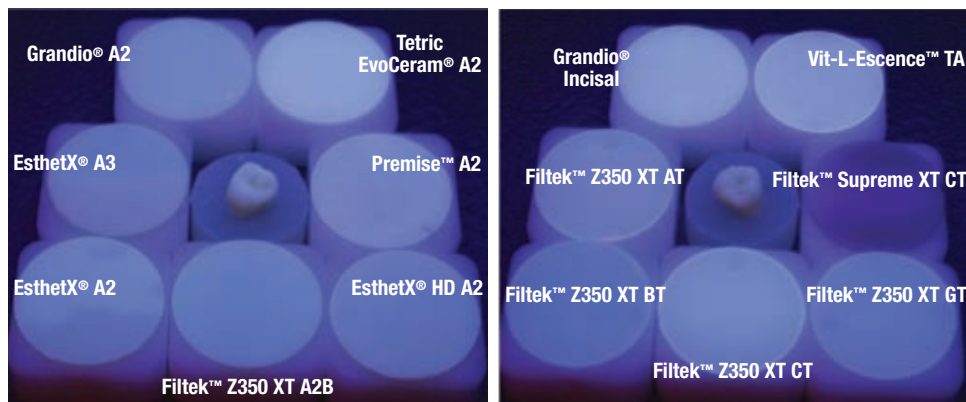 Grandio® A2
Tetric
EvoCeram® A2
EsthetX® A3
Premise™ A2
EsthetX® A2
EsthetX® HD A2
Filtek™ Z350 XT A2B
Grandio®
Incisal
Vit-L-Escence™ TA
Filtek™ Z350 XT AT
Filtek™ Supreme XT CT
Filtek™ Z350 XT BT
Filtek™ Z350 XT GT
Filtek™ Z350 XT CT